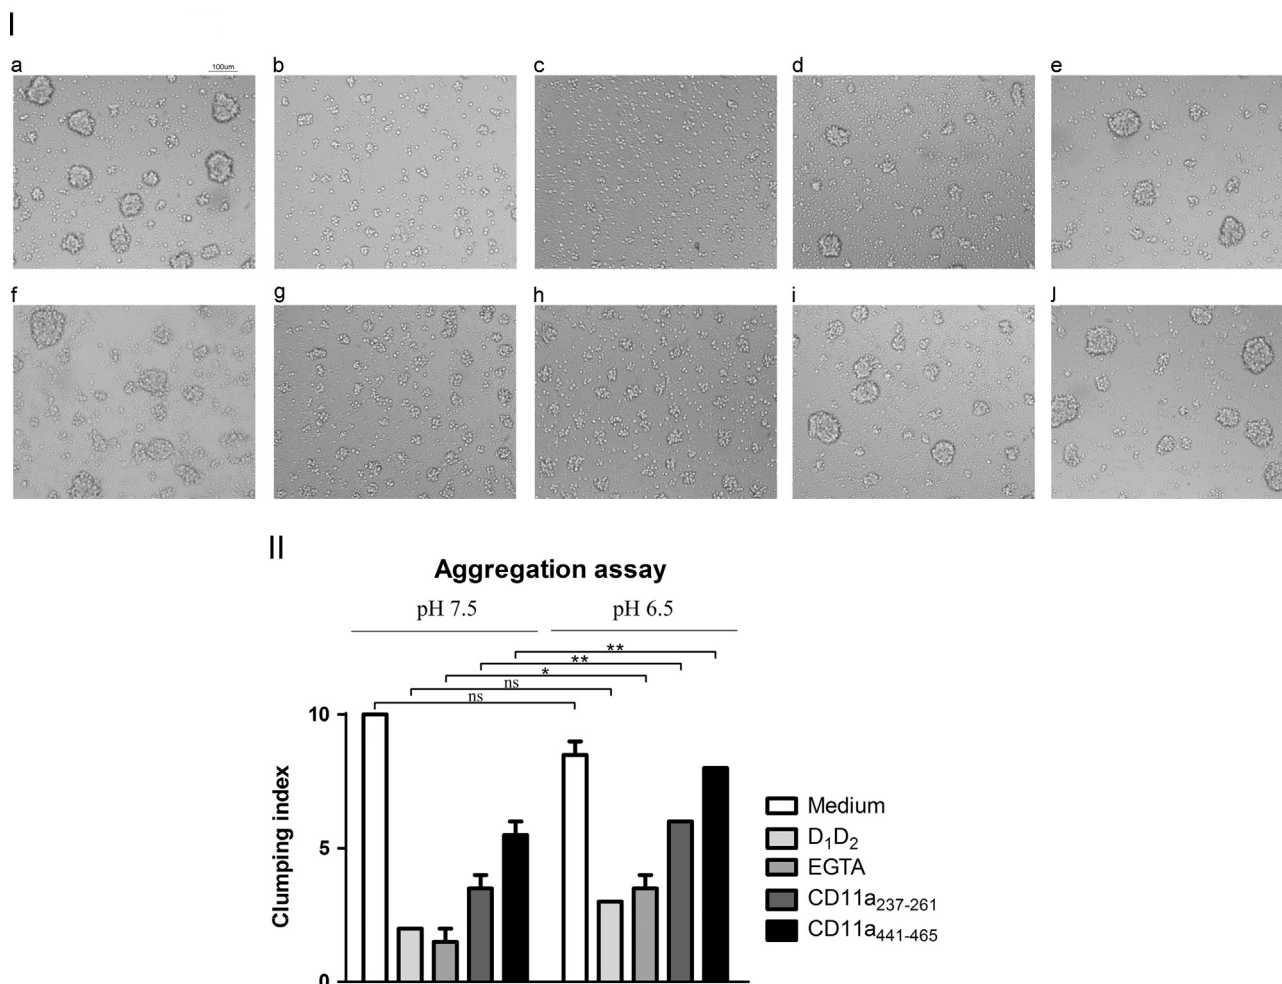 I
a
100um
b
c
d
e
f
g
h
i
J
II
Aggregation assay
pH 7.5
pH 6.5
**
**
*
ns
ns
10
5
0
Clumping index
Medium
D₁D₂
EGTA
CD11a₂₃₇₋₂₆₁
CD11a₄₄₁₋₄₆₅